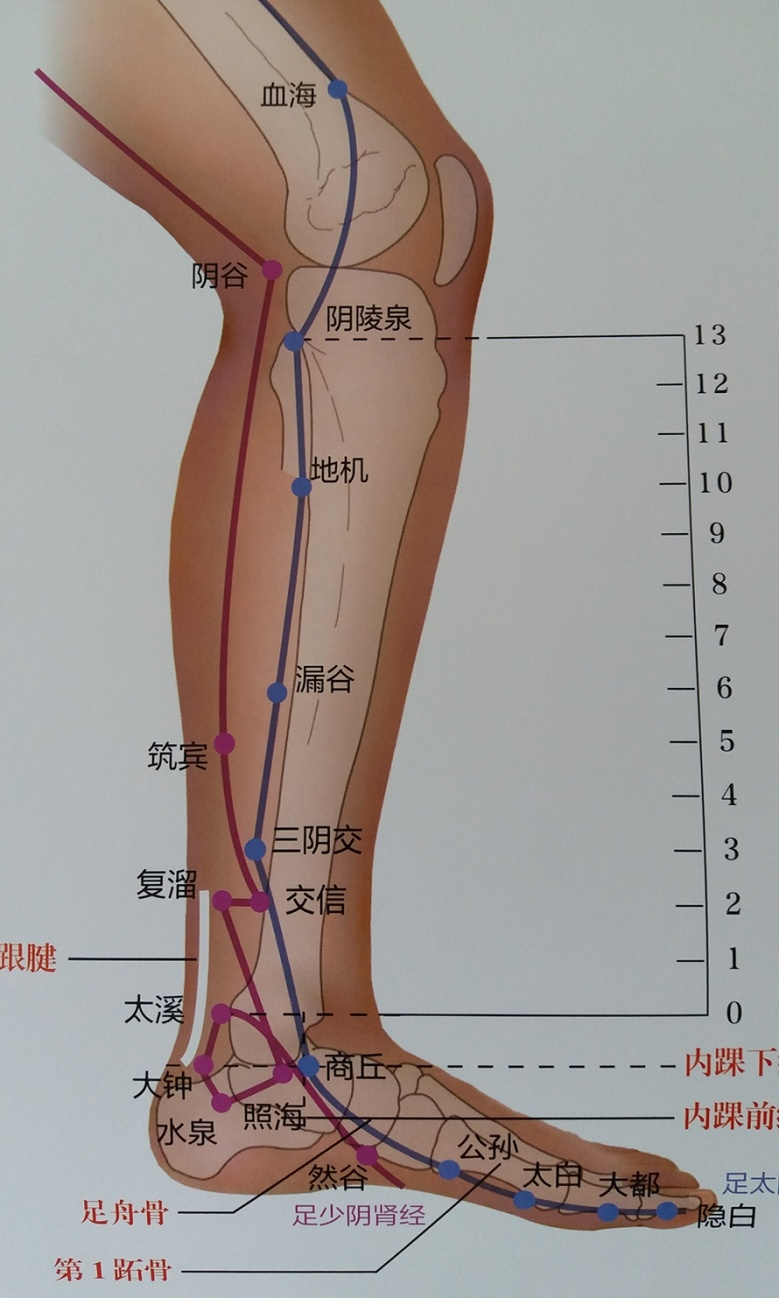 血海
阴谷
阴陵泉
13
12
11
地机
10
9
8
7
漏谷
6
筑宾
5
4
三阴交
3
复溜
交信
2
跟腱
1
太溪
0
商丘
内踝下
大钟
照海
内踝前
水泉
公孙
然谷
太白
大都
足太
隐白
足舟骨
足少阴肾经
第1跖骨